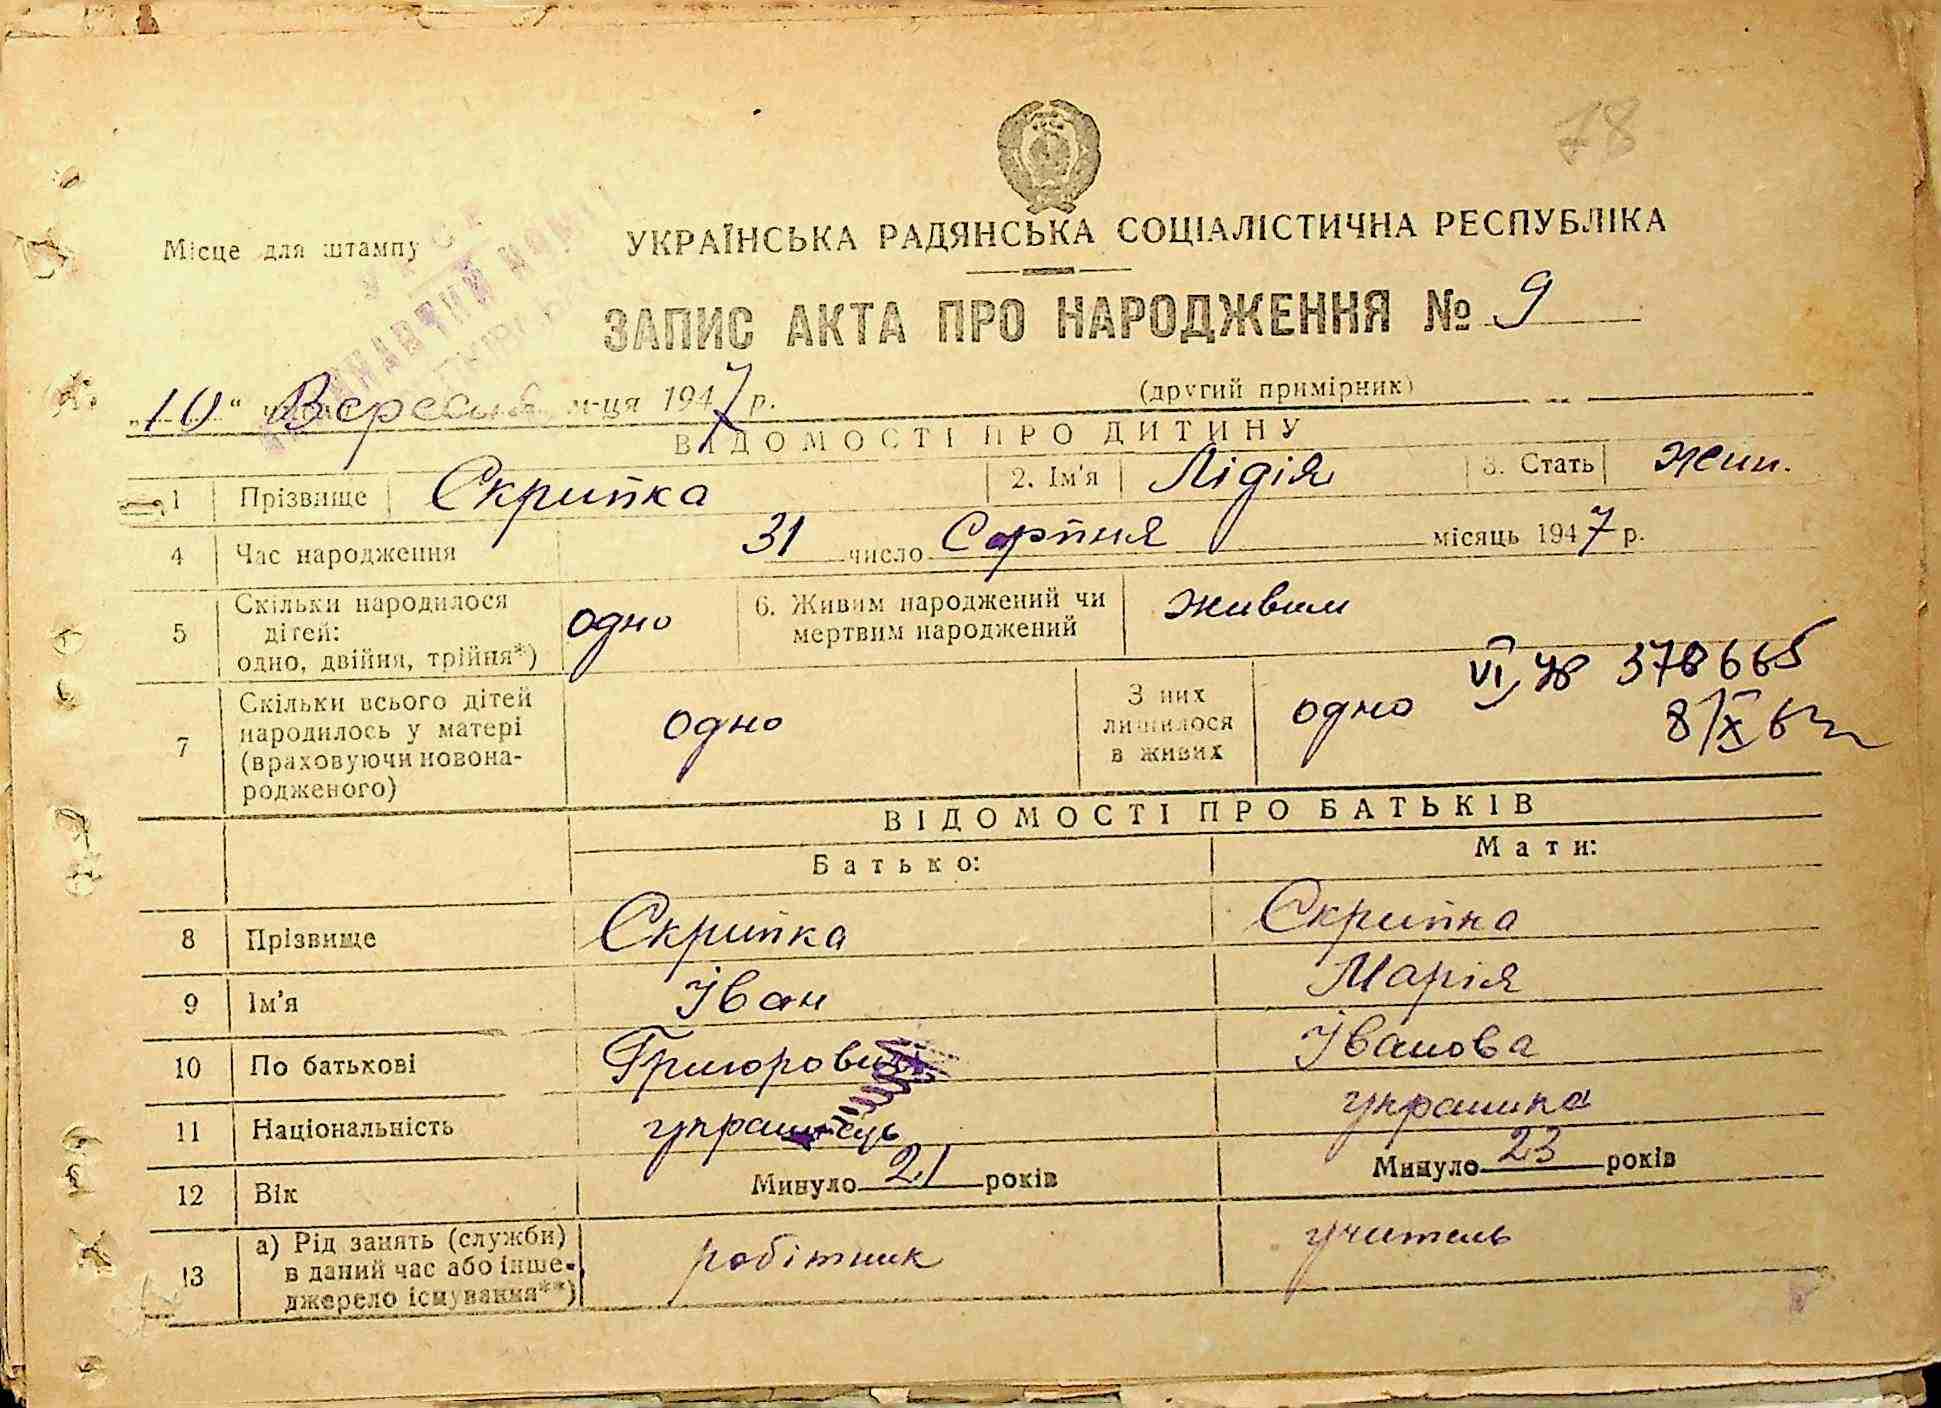 78
Місце для штампу
УКРАЇНСЬКА РАДЯНСЬКА СОЦІАЛІСТИЧНА РЕСПУБЛІКА
ЗАПИС АКТА ПРО НАРОДЖЕННЯ № 9
„10“ Вересня м-ця 1947 р. (другий примірник)
ВІДОМОСТІ ПРО ДИТИНУ
1 Прізвище Скрипка 2. Ім'я Лідія 3. Стать жін.
4 Час народження 31 число Серпня місяць 1947 р.
5 Скільки народилося дітей: одно, двійня, трійня*) одно 6. Живим народжений чи мертвим народжений живим
VI 378665
8/X 6
7 Скільки всього дітей народилось у матері (враховуючи новонародженого) одно З них лишилося в живих одно
ВІДОМОСТІ ПРО БАТЬКІВ
Батько: Мати:
8 Прізвище Скрипка Скрипка
9 Ім'я Іван Марія
10 По батькові Григорович Іванова
11 Національність українець українка
12 Вік Минуло 21 років Минуло 23 років
13 а) Рід занять (служби) в даний час або інше джерело існування**) робітник учитель